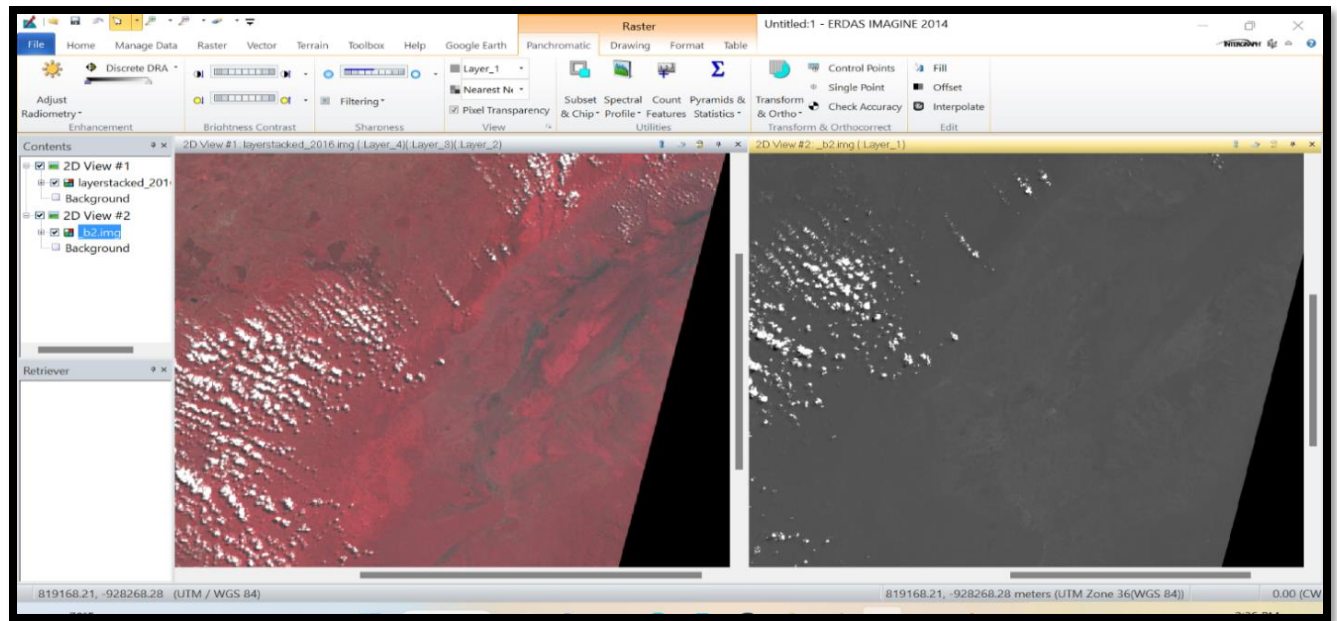 Raster
Untitled:1 - ERDAS IMAGINE 2014
File Home Manage Data Raster Vector Terrain Toolbox Help Google Earth Panchromatic Drawing Format Table
INTERGRAPH
Discrete DRA
Layer_1
Control Points
Fill
Nearest Ne
Single Point
Offset
Adjust Radiometry
Filtering
Pixel Transparency
Subset & Chip
Spectral Profile
Count Features
Pyramids & Statistics
Transform & Ortho
Check Accuracy
Interpolate
Enhancement
Brightness Contrast
Sharpness
View
Utilities
Transform & Orthocorrect
Edit
Contents
2D View #1 layerstacked_2016.img (:Layer_4)(:Layer_3)(:Layer_2)
2D View #2: _b2.img (:Layer_1)
2D View #1
layerstacked_201
Background
2D View #2
_b2.img
Background
Retriever
819168.21, -928268.28 (UTM / WGS 84)
819168.21, -928268.28 meters (UTM Zone 36(WGS 84))
0.00 (CW